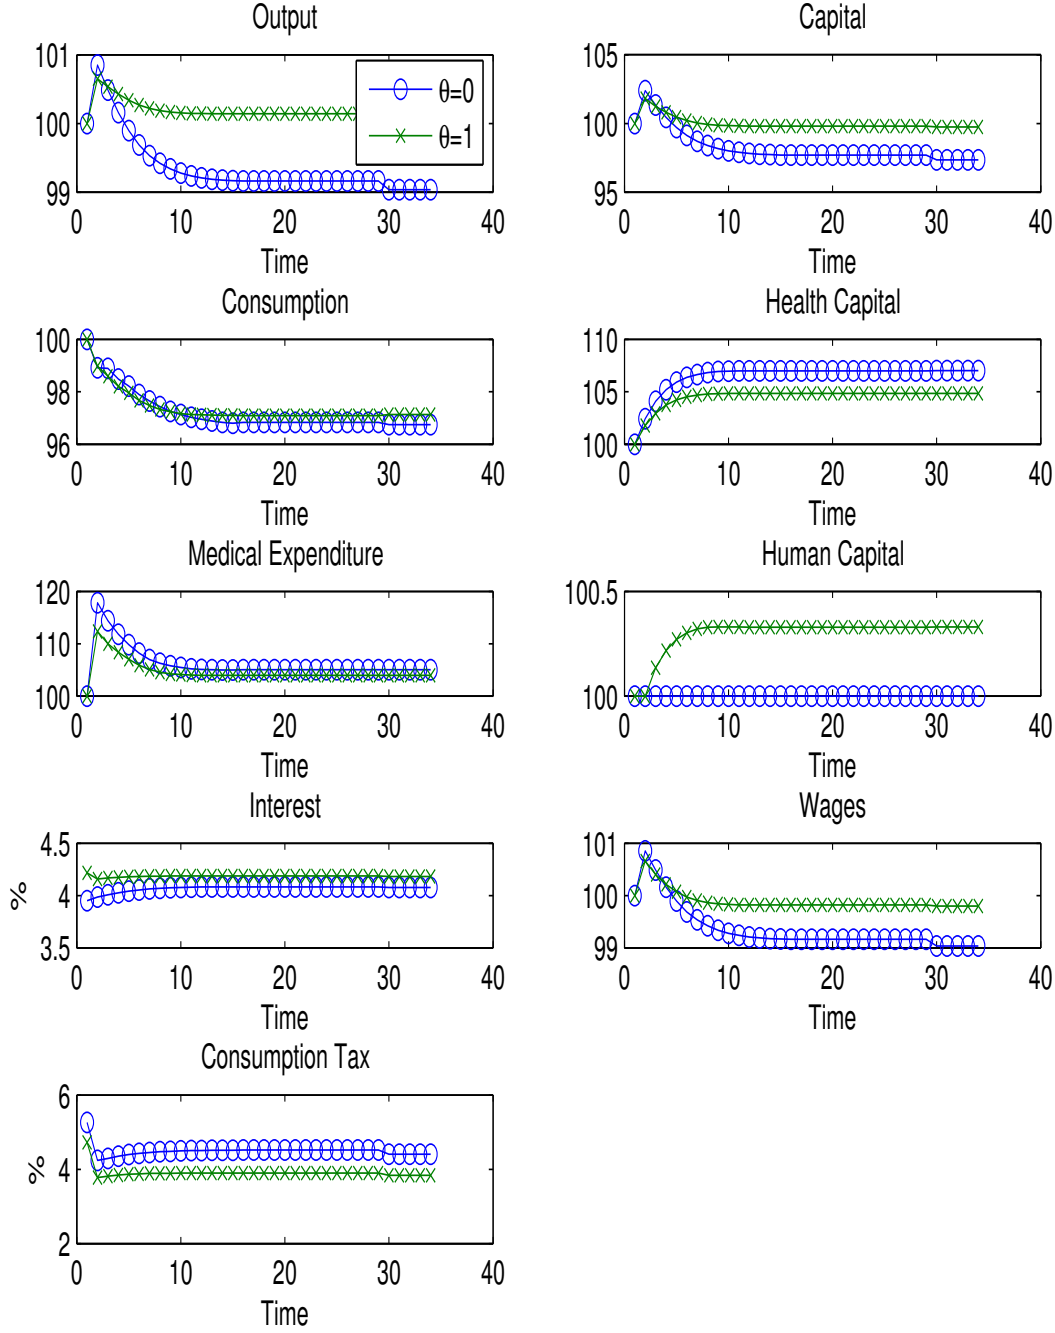 Output
101
100
99
0 10 20 30 40
Time
θ=0
θ=1
Capital
105
100
95
0 10 20 30 40
Time
Consumption
100
98
96
0 10 20 30 40
Time
Health Capital
110
105
100
0 10 20 30 40
Time
Medical Expenditure
120
110
100
0 10 20 30 40
Time
Human Capital
100.5
100
0 10 20 30 40
Time
Interest
4.5
4
3.5
%
0 10 20 30 40
Time
Wages
101
100
99
0 10 20 30 40
Time
Consumption Tax
6
4
2
%
0 10 20 30 40
Time